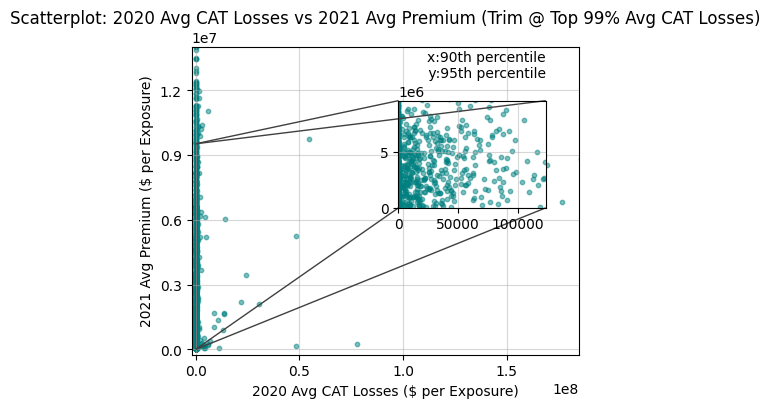 Scatterplot: 2020 Avg CAT Losses vs 2021 Avg Premium (Trim @ Top 99% Avg CAT Losses)
1e7
x:90th percentile
y:95th percentile
1e6
1.2
0.9
0.6
0.3
0.0
5
0
0 50000 100000
2021 Avg Premium ($ per Exposure)
0.0 0.5 1.0 1.5
2020 Avg CAT Losses ($ per Exposure)
1e8